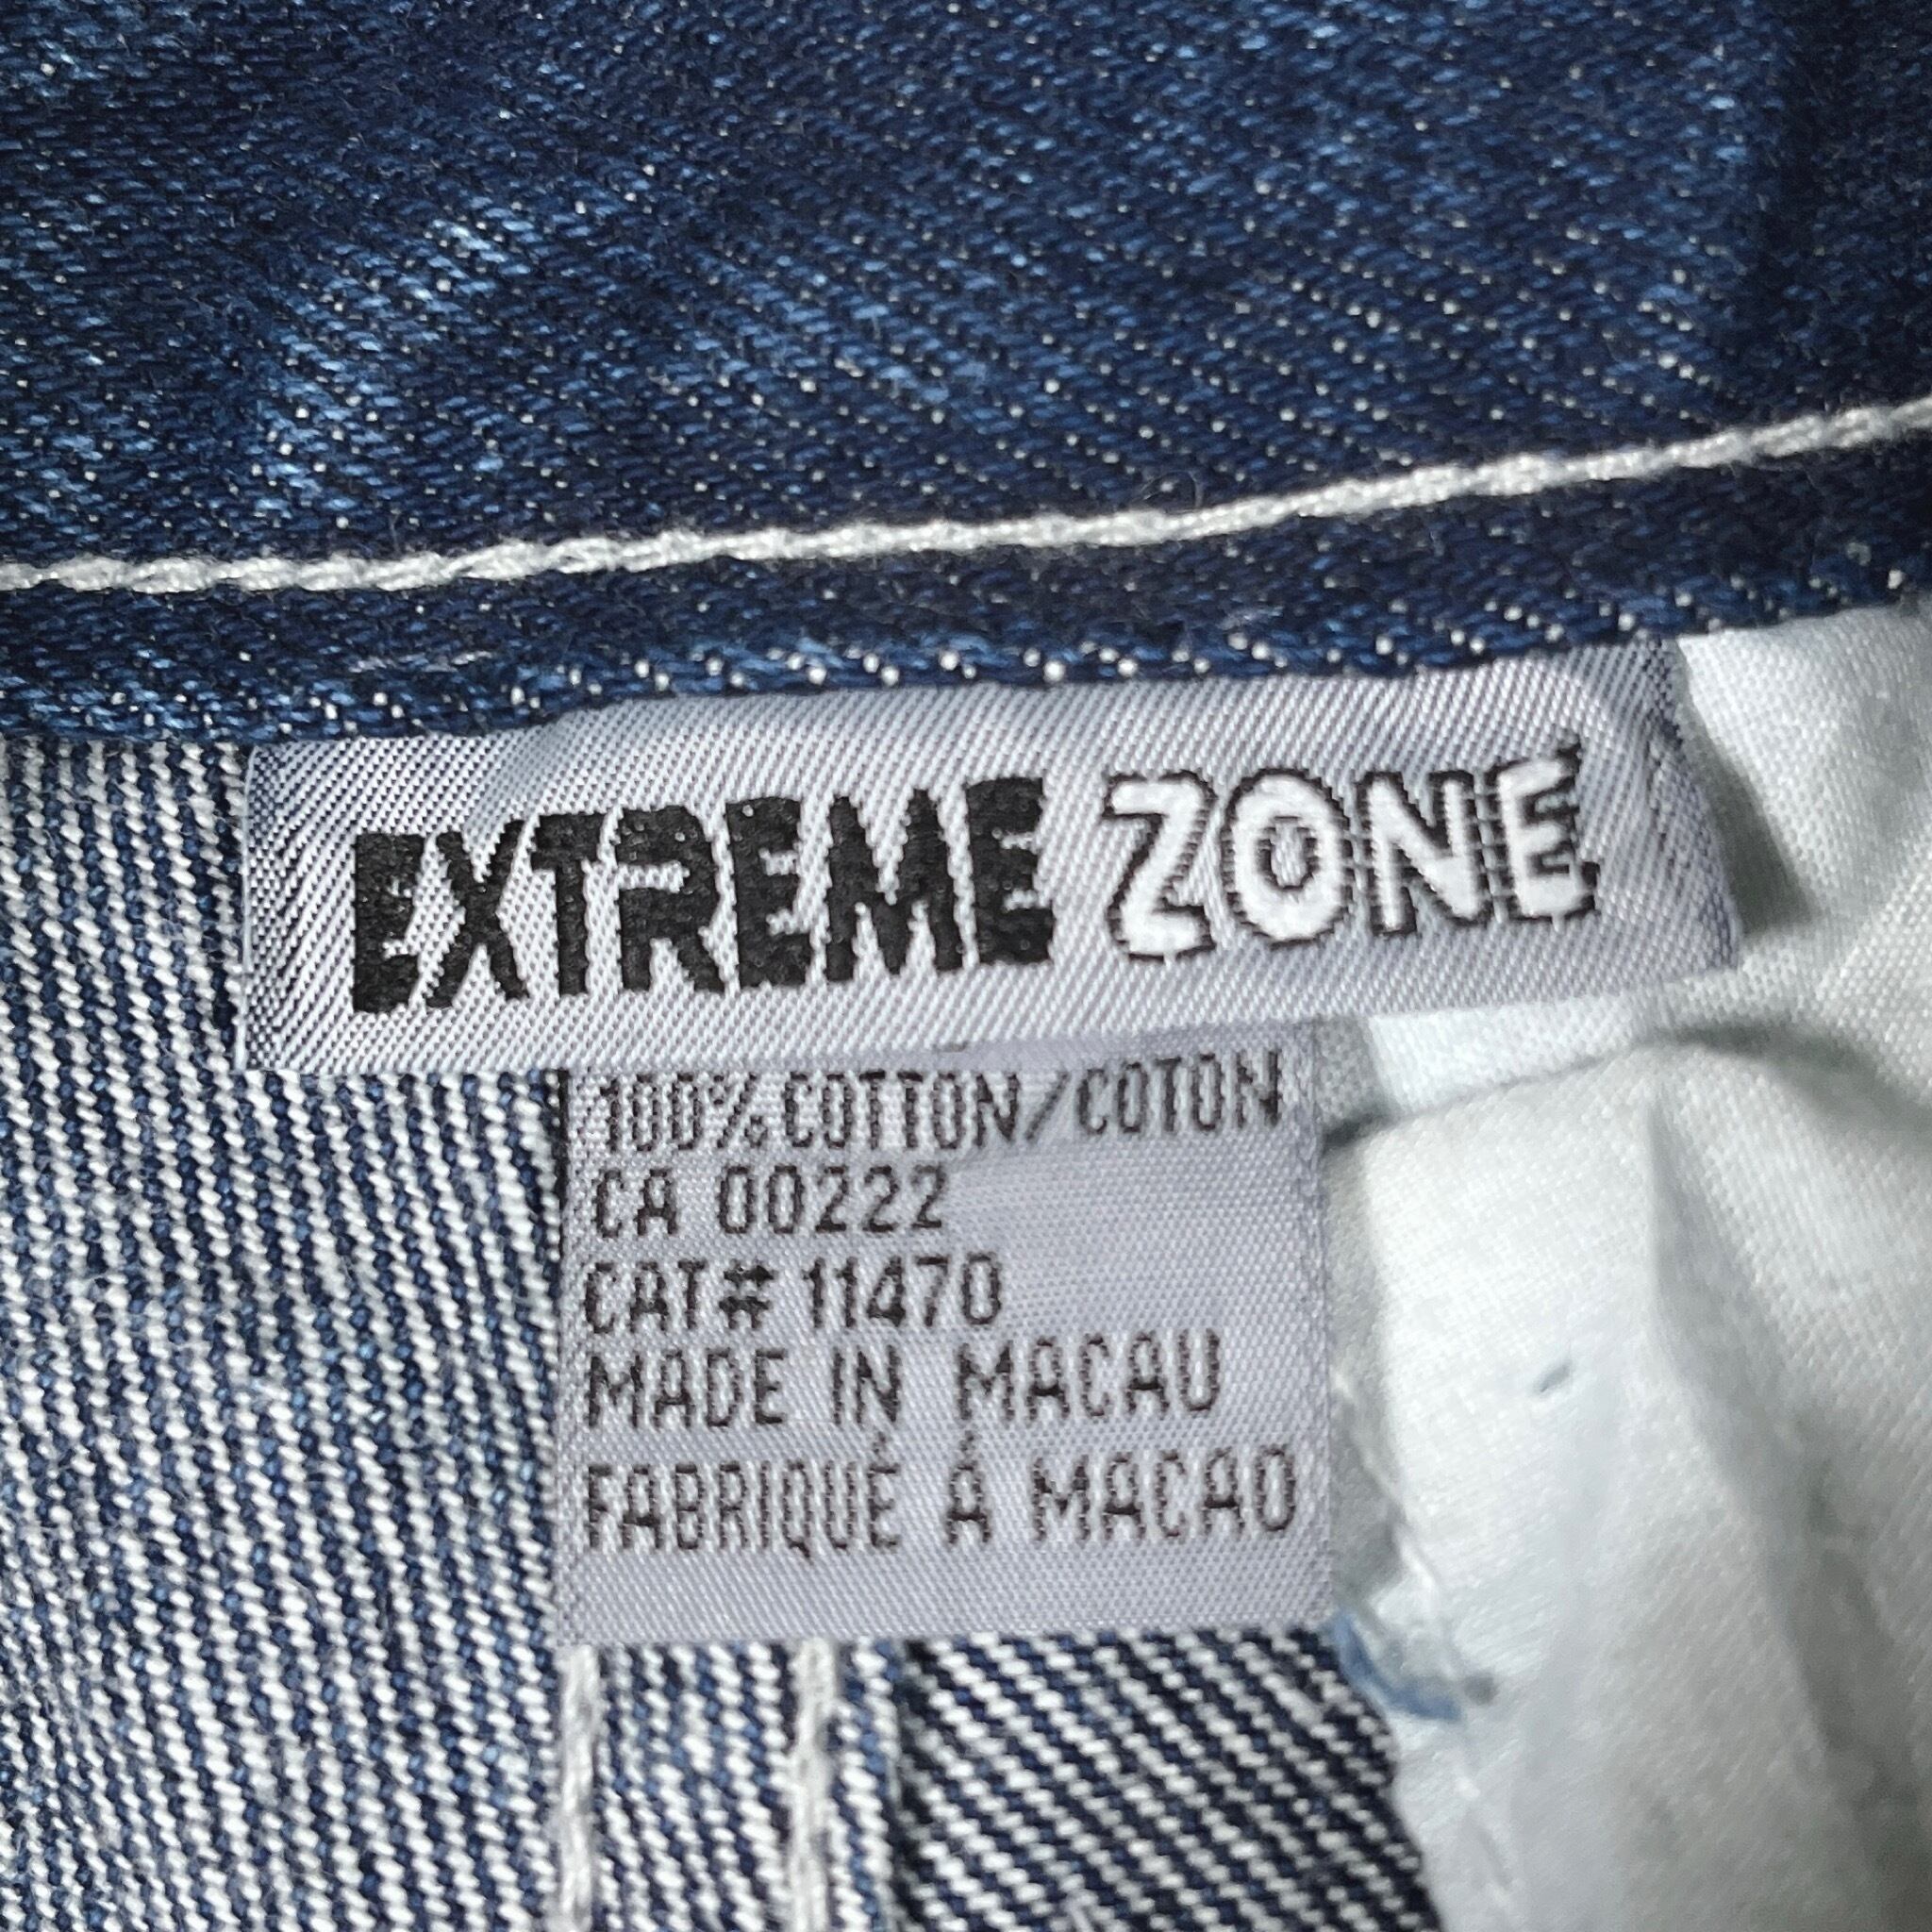 EXTREME ZONE
100% COTTON/COTON
CA 00222
CAT# 11470
MADE IN MACAU
FABRIQUÉ À MACAO